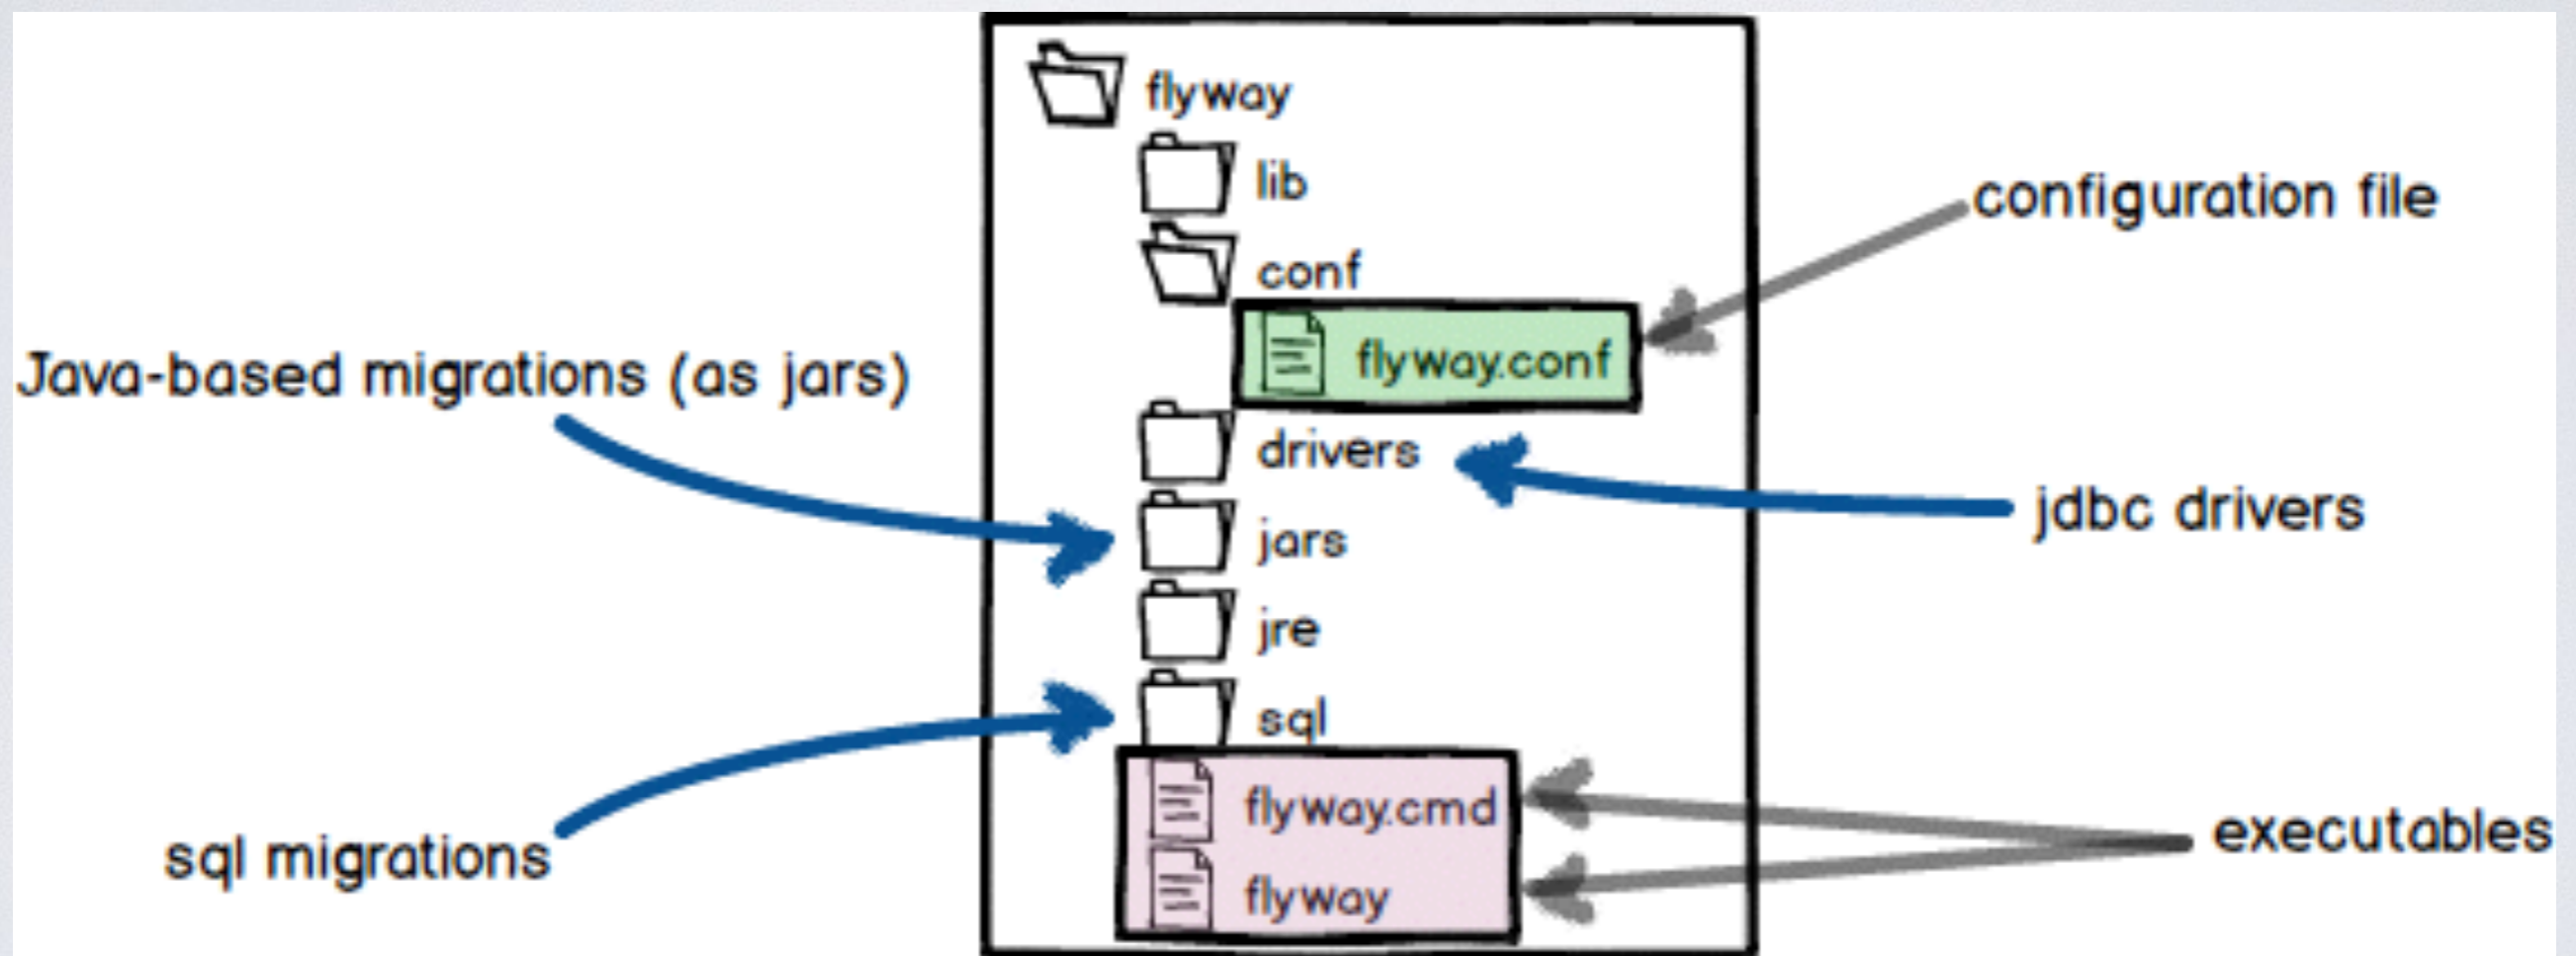 flyway
lib
conf
configuration file
flyway.conf
Java-based migrations (as jars)
drivers
jdbc drivers
jars
jre
sql
flyway.cmd
executables
sql migrations
flyway